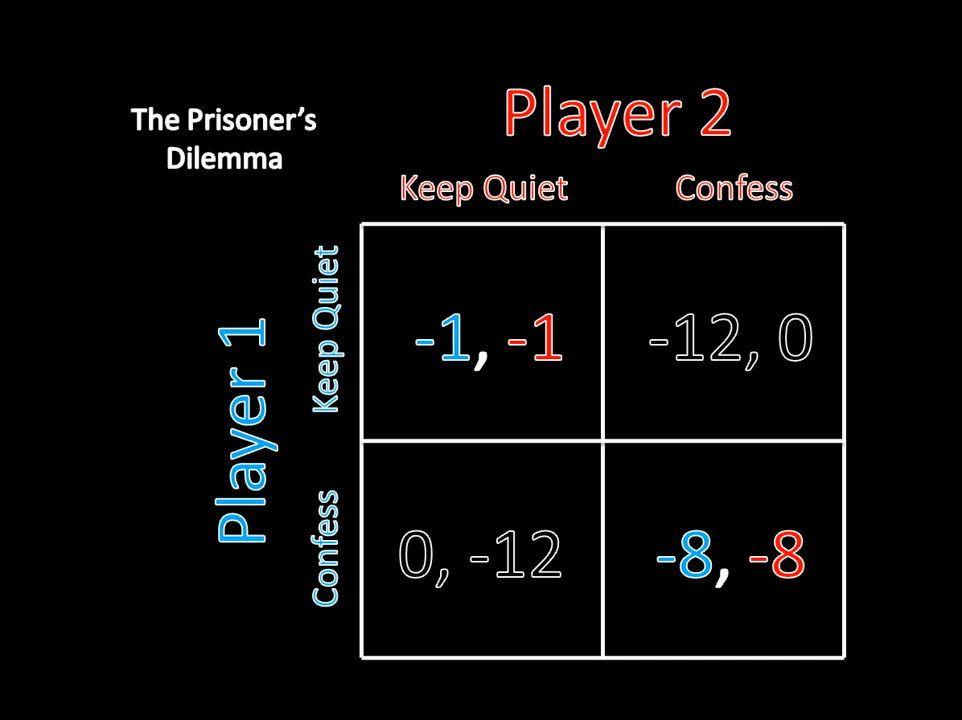 The Prisoner’s
Dilemma
Player 2
Keep Quiet
Confess
Player 1
Keep Quiet
-1, -1
-12, 0
Confess
0, -12
-8, -8